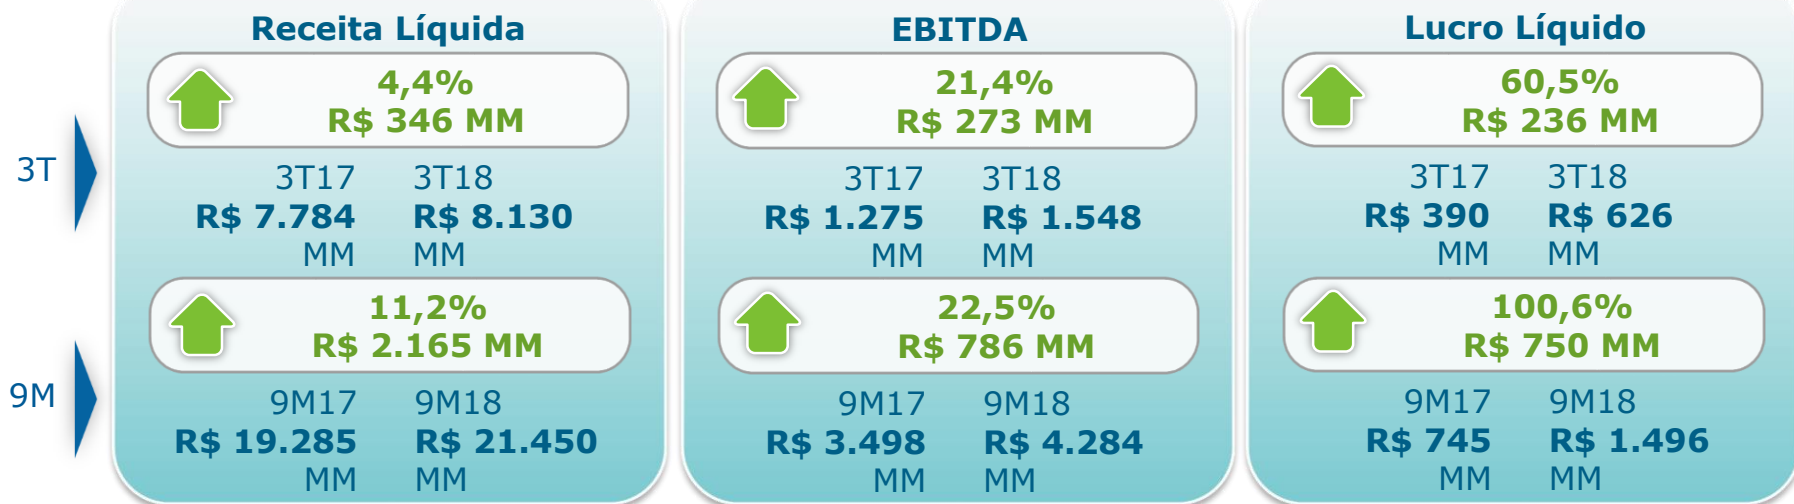 Receita Líquida
4,4%
R$ 346 MM
3T
3T17 3T18
R$ 7.784 R$ 8.130
MM MM
11,2%
R$ 2.165 MM
9M
9M17 9M18
R$ 19.285 R$ 21.450
MM MM
EBITDA
21,4%
R$ 273 MM
3T17 3T18
R$ 1.275 R$ 1.548
MM MM
22,5%
R$ 786 MM
9M17 9M18
R$ 3.498 R$ 4.284
MM MM
Lucro Líquido
60,5%
R$ 236 MM
3T17 3T18
R$ 390 R$ 626
MM MM
100,6%
R$ 750 MM
9M17 9M18
R$ 745 R$ 1.496
MM MM